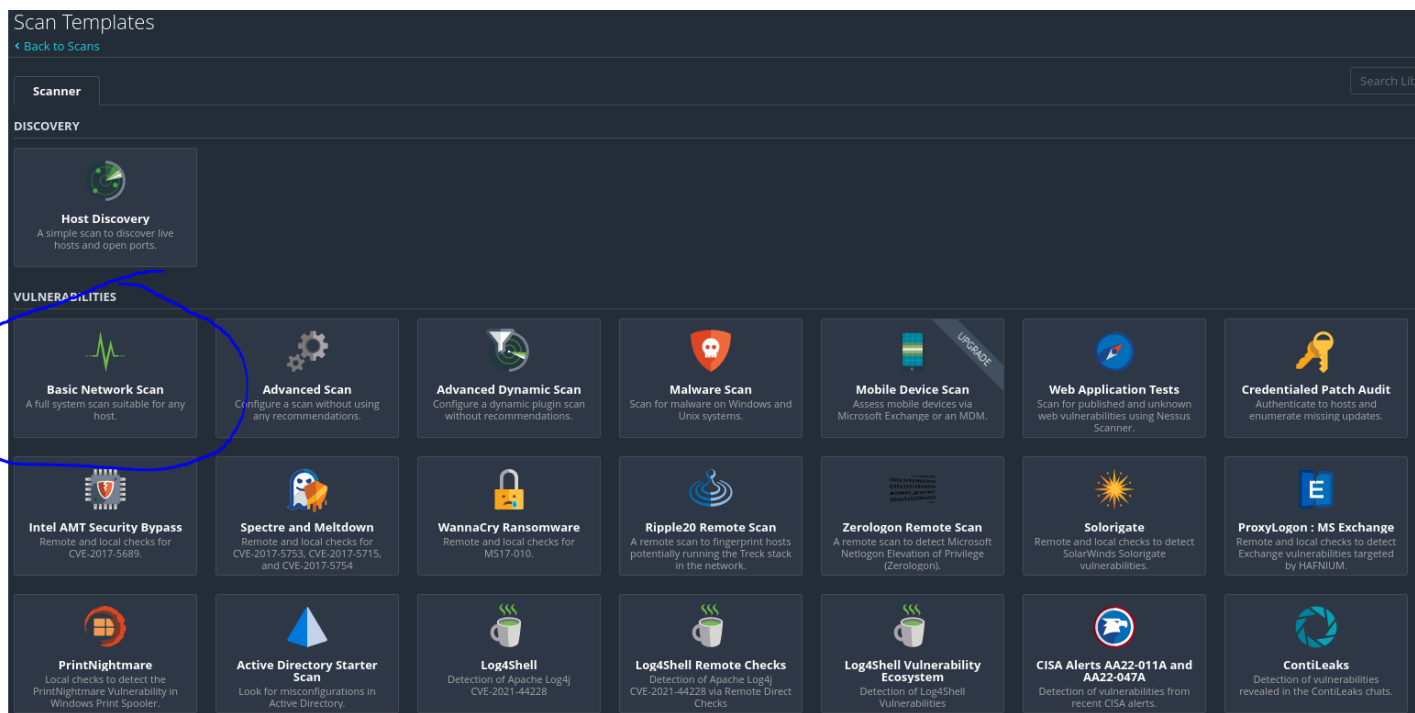 Scan Templates
Back to Scans
Scanner
Search Lib
DISCOVERY
Host Discovery
A simple scan to discover live
hosts and open ports.
VULNERABILITIES
Basic Network Scan
A full system scan suitable for any
host.
Advanced Scan
Configure a scan without using
any recommendations.
Advanced Dynamic Scan
Configure a dynamic plugin scan
without recommendations.
Malware Scan
Scan for malware on Windows and
Unix systems.
UPGRADE
Mobile Device Scan
Assess mobile devices via
Microsoft Exchange or an MDM.
Web Application Tests
Scan for published and unknown
web vulnerabilities using Nessus
Scanner.
Credentialed Patch Audit
Authenticate to hosts and
enumerate missing updates.
Intel AMT Security Bypass
Remote and local checks for
CVE-2017-5689.
Spectre and Meltdown
Remote and local checks for
CVE-2017-5753, CVE-2017-5715,
and CVE-2017-5754
WannaCry Ransomware
Remote and local checks for
MS17-010.
Ripple20 Remote Scan
A remote scan to fingerprint hosts
potentially running the Treck stack
in the network.
Zerologon Remote Scan
A remote scan to detect Microsoft
Netlogon Elevation of Privilege
(Zerologon).
Solorigate
Remote and local checks to detect
SolarWinds Solorigate
vulnerabilities.
E
ProxyLogon : MS Exchange
Remote and local checks to detect
Exchange vulnerabilities targeted
by HAFNIUM.
PrintNightmare
Local checks to detect the
PrintNightmare Vulnerability in
Windows Print Spooler.
Active Directory Starter
Scan
Look for misconfigurations in
Active Directory.
Log4Shell
Detection of Apache Log4j
CVE-2021-44228
Log4Shell Remote Checks
Detection of Apache Log4j
CVE-2021-44228 via Remote Direct
Checks
Log4Shell Vulnerability
Ecosystem
Detection of Log4Shell
Vulnerabilities
CISA Alerts AA22-011A and
AA22-047A
Detection of vulnerabilities from
recent CISA alerts.
ContiLeaks
Detection of vulnerabilities
revealed in the ContiLeaks chats.